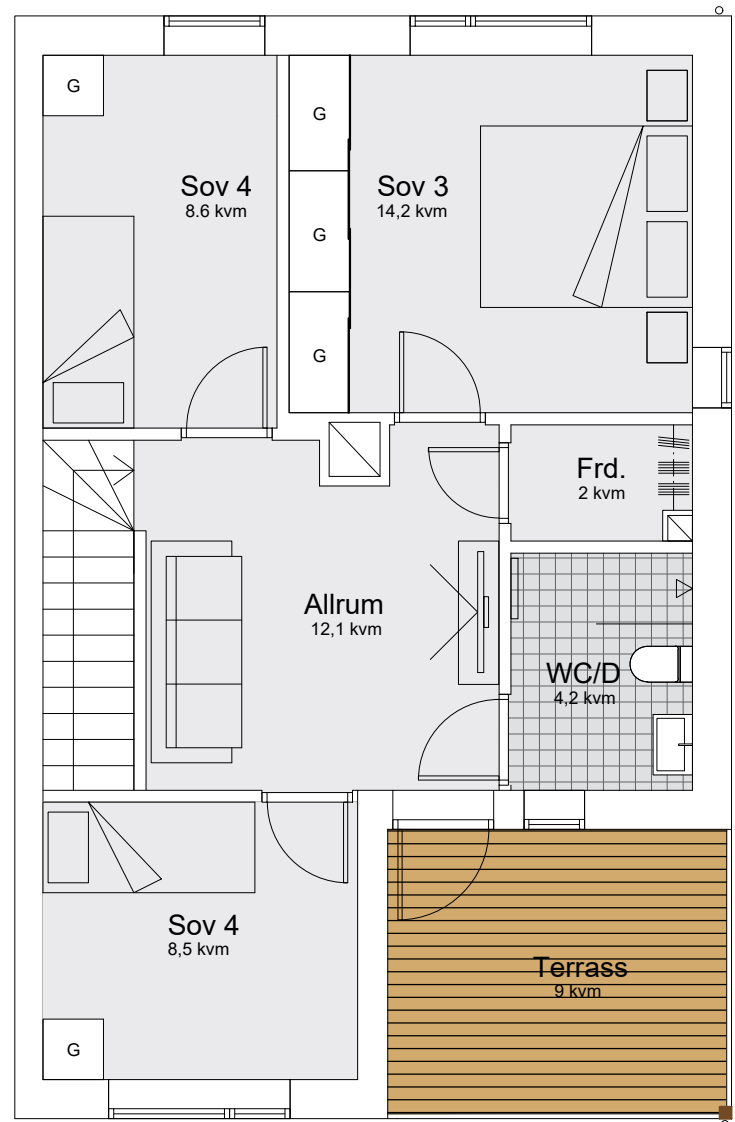 G
G
Sov 4
8.6 kvm
Sov 3
14,2 kvm
G
G
Frd.
2 kvm
Allrum
12,1 kvm
WC/D
4,2 kvm
Sov 4
8,5 kvm
Terrass
9 kvm
G